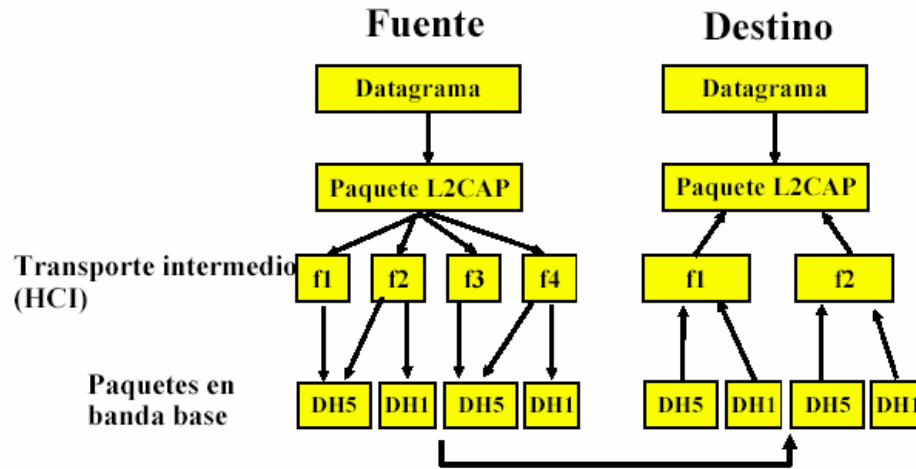 Fuente
Destino
Datagrama
Datagrama
Paquete L2CAP
Paquete L2CAP
Transporte intermedio
(HCI)
f1
f2
f3
f4
f1
f2
Paquetes en
banda base
DH5
DH1
DH5
DH1
DH5
DH1
DH5
DH1